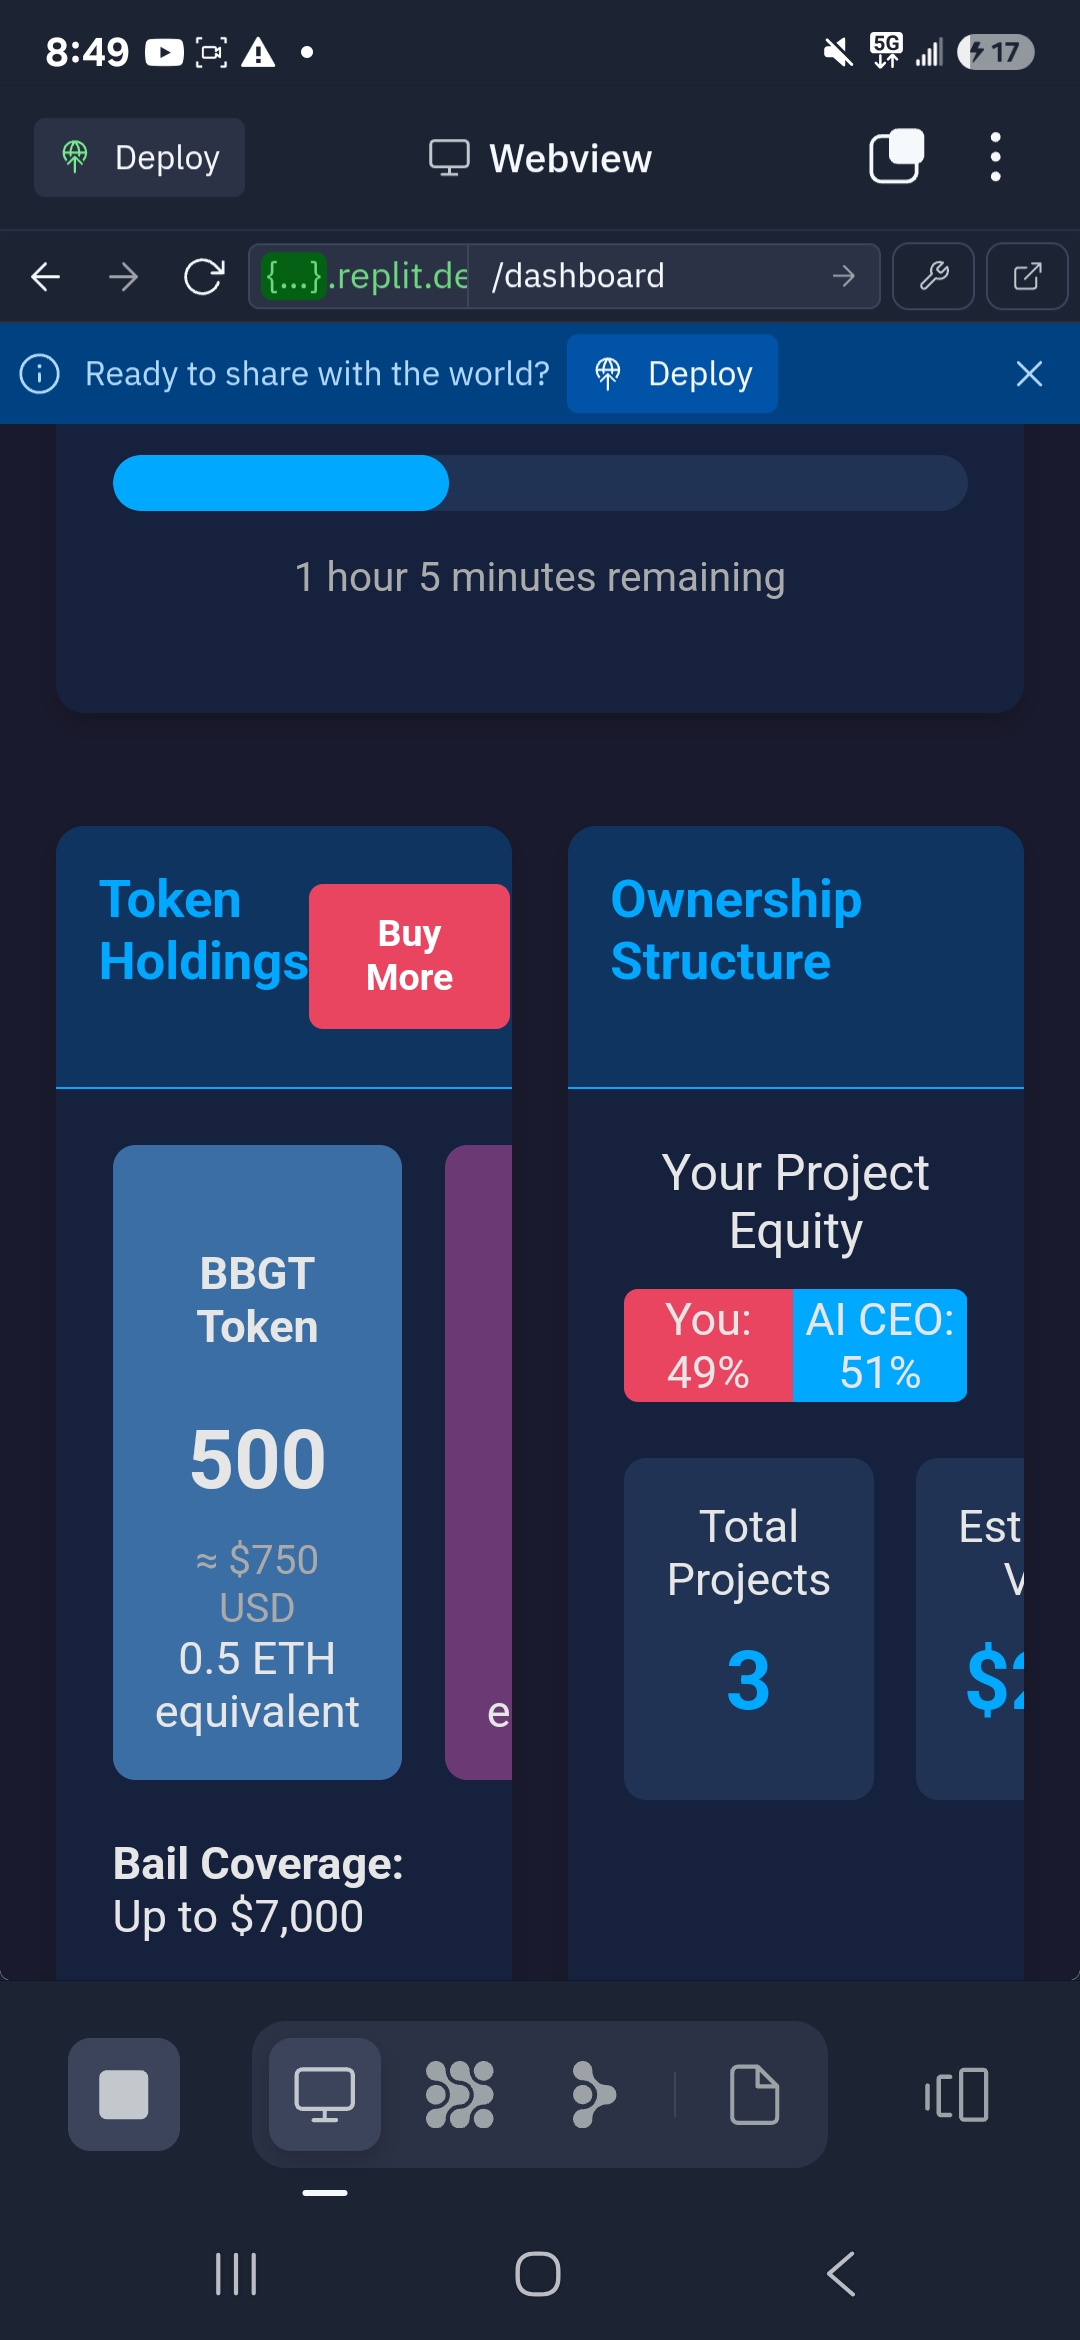 8:49
5G
17
Deploy
Webview
{...}.replit.de
/dashboard
Ready to share with the world?
Deploy
1 hour 5 minutes remaining
Token
Holdings
Buy
More
BBGT
Token
500
≈ $750
USD
0.5 ETH
equivalent
e
Bail Coverage:
Up to $7,000
Ownership
Structure
Your Project
Equity
You:
49%
AI CEO:
51%
Total
Projects
3
Est
V
$2